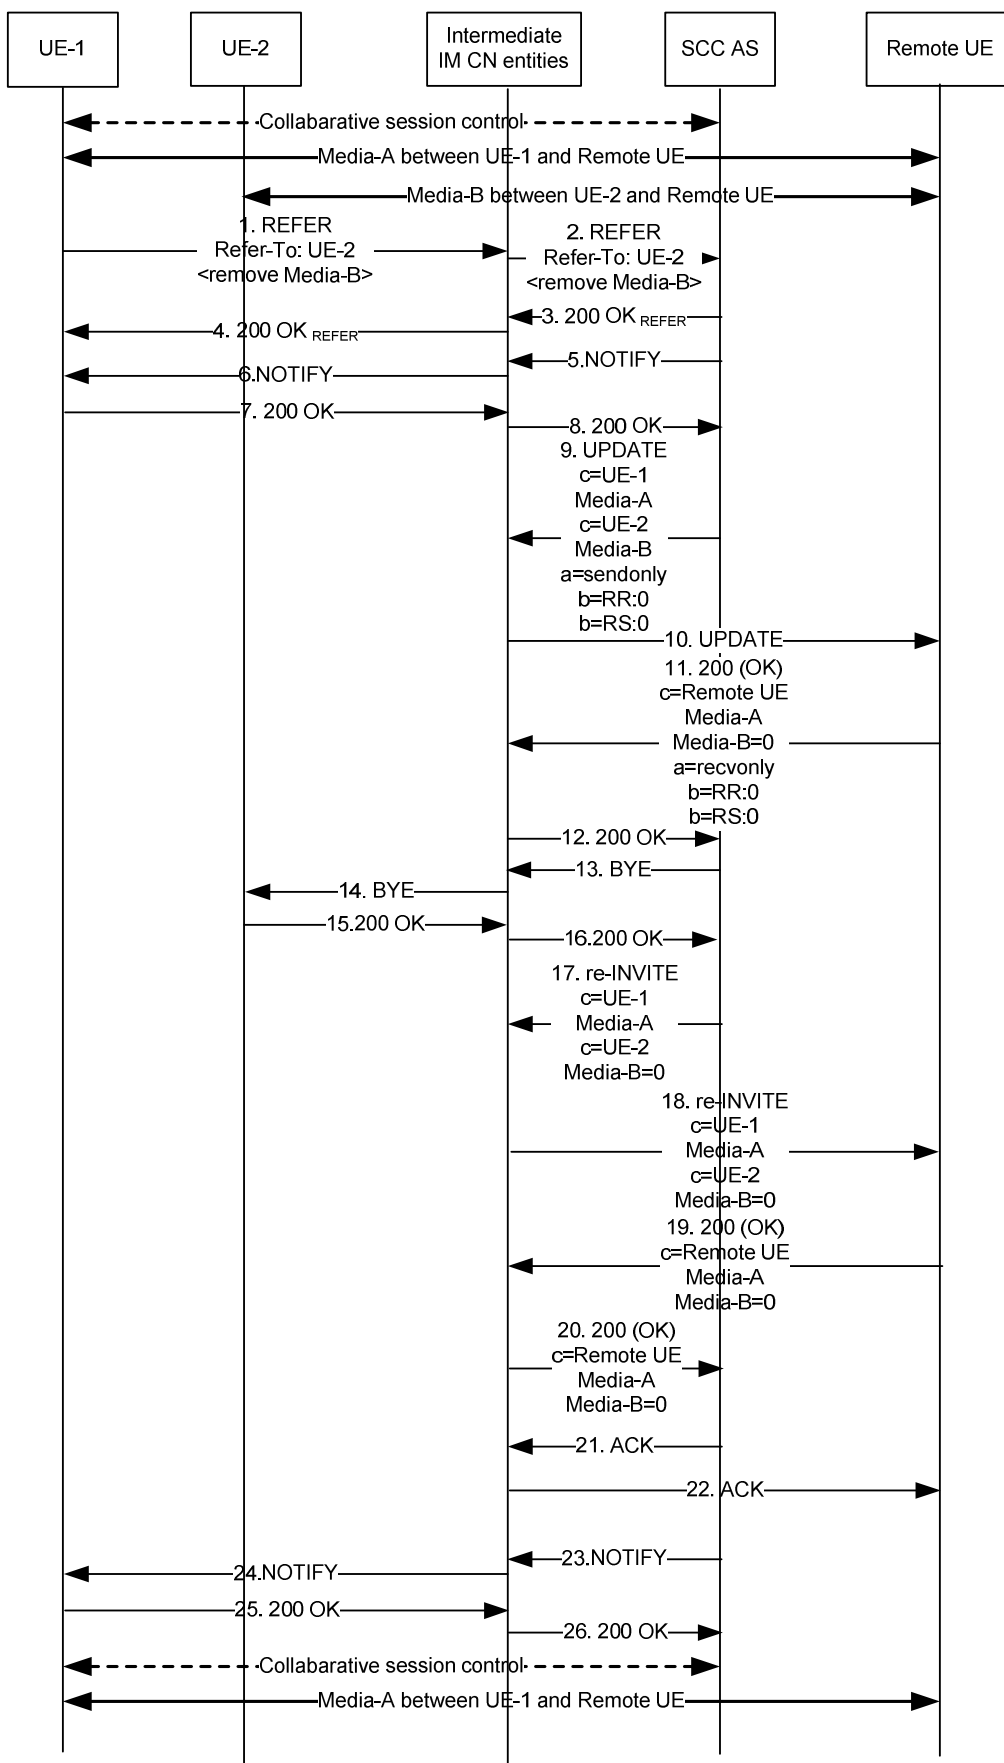 UE-1
UE-2
Intermediate
IM CN entities
SCC AS
Remote UE
Collabarative session control
Media-A between UE-1 and Remote UE
Media-B between UE-2 and Remote UE
1. REFER
Refer-To: UE-2
<remove Media-B>
2. REFER
Refer-To: UE-2
<remove Media-B>
3. 200 OK REFER
4. 200 OK REFER
5.NOTIFY
6.NOTIFY
7. 200 OK
8. 200 OK
9. UPDATE
c=UE-1
Media-A
c=UE-2
Media-B
a=sendonly
b=RR:0
b=RS:0
10. UPDATE
11. 200 (OK)
c=Remote UE
Media-A
Media-B=0
a=recvonly
b=RR:0
b=RS:0
12. 200 OK
13. BYE
14. BYE
15.200 OK
16.200 OK
17. re-INVITE
c=UE-1
Media-A
c=UE-2
Media-B=0
18. re-INVITE
c=UE-1
Media-A
c=UE-2
Media-B=0
19. 200 (OK)
c=Remote UE
Media-A
Media-B=0
20. 200 (OK)
c=Remote UE
Media-A
Media-B=0
21. ACK
22. ACK
23.NOTIFY
24.NOTIFY
25. 200 OK
26. 200 OK
Collabarative session control
Media-A between UE-1 and Remote UE